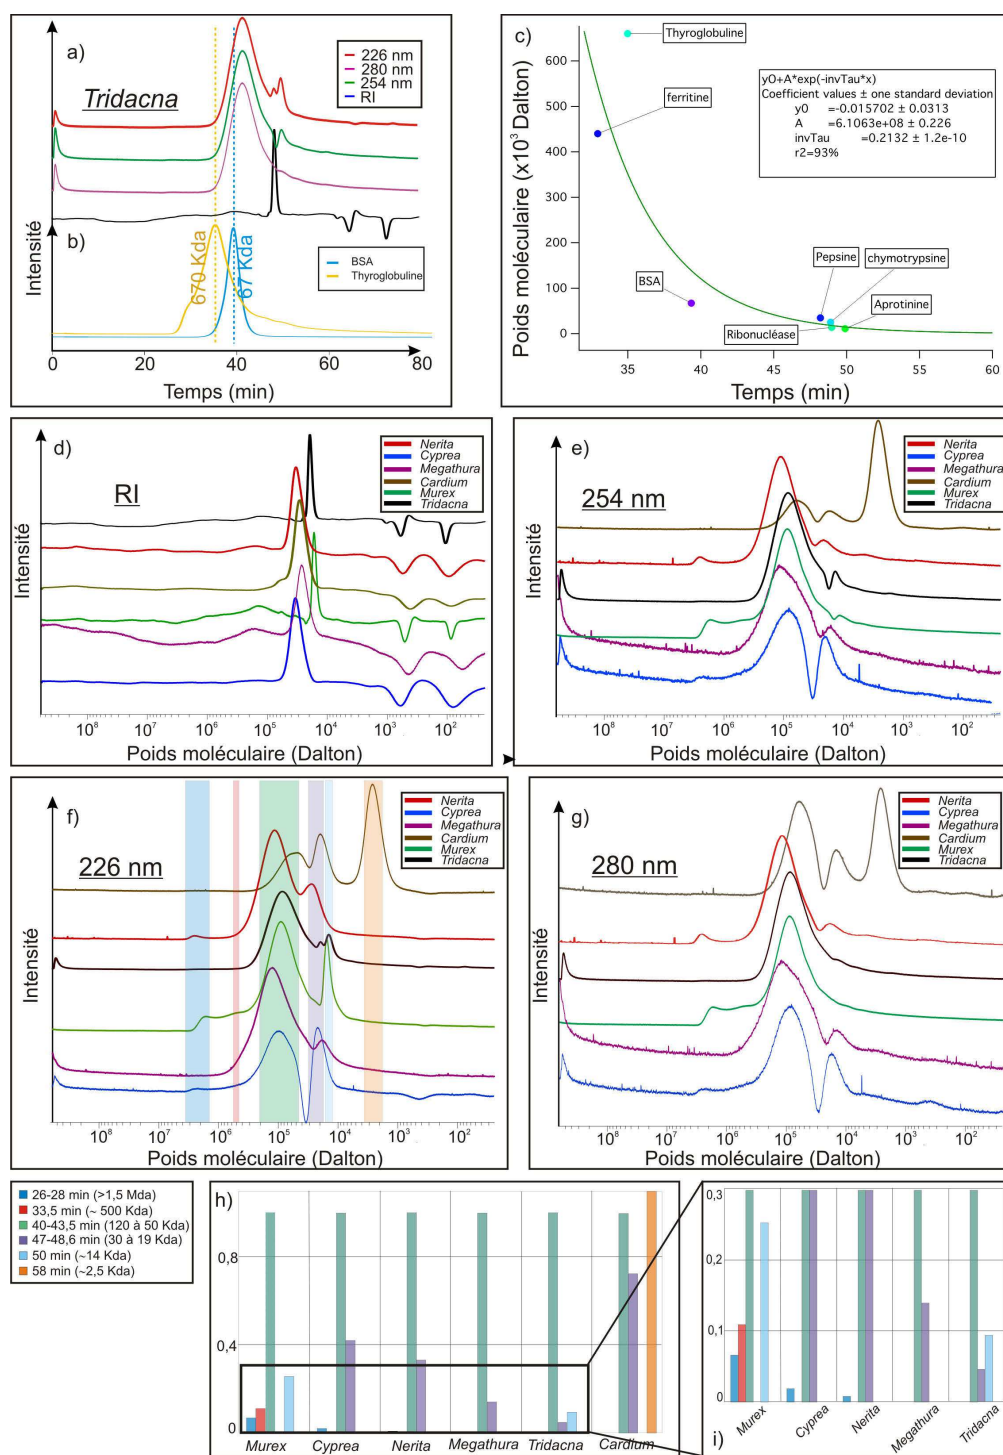 a)
Tridacna
226 nm
280 nm
254 nm
RI
b)
670 Kda
67 Kda
BSA
Thyroglobuline
Intensité
0
20
40
60
80
Temps (min)
c)
Poids moléculaire (x10³ Dalton)
600
500
400
300
200
100
0
Thyroglobuline
ferritine
BSA
Pepsine
chymotrypsine
Ribonucléase
Aprotinine
y0+A*exp(-invTau*x)
Coefficient values ± one standard deviation
y0 =-0.015702 ± 0.0313
A =6.1063e+08 ± 0.226
invTau =0.2132 ± 1.2e-10
r2=93%
35
40
45
50
55
60
Temps (min)
d)
RI
Nerita
Cyprea
Megathura
Cardium
Murex
Tridacna
Intensité
10⁸ 10⁷ 10⁶ 10⁵ 10⁴ 10³ 10²
Poids moléculaire (Dalton)
e)
254 nm
Nerita
Cyprea
Megathura
Cardium
Murex
Tridacna
Intensité
10⁸ 10⁷ 10⁶ 10⁵ 10⁴ 10³ 10²
Poids moléculaire (Dalton)
f)
226 nm
Nerita
Cyprea
Megathura
Cardium
Murex
Tridacna
Intensité
10⁸ 10⁷ 10⁶ 10⁵ 10⁴ 10³ 10²
Poids moléculaire (Dalton)
g)
280 nm
Nerita
Cyprea
Megathura
Cardium
Murex
Tridacna
Intensité
10⁸ 10⁷ 10⁶ 10⁵ 10⁴ 10³ 10²
Poids moléculaire (Dalton)
26-28 min (>1,5 Mda)
33,5 min (~ 500 Kda)
40-43,5 min (120 à 50 Kda)
47-48,6 min (30 à 19 Kda)
50 min (~14 Kda)
58 min (~2,5 Kda)
h)
0,8
0,4
0
Murex Cyprea Nerita Megathura Tridacna Cardium
0,3
0,2
0,1
0
i)
Murex
Cyprea
Nerita
Megathura
Tridacna